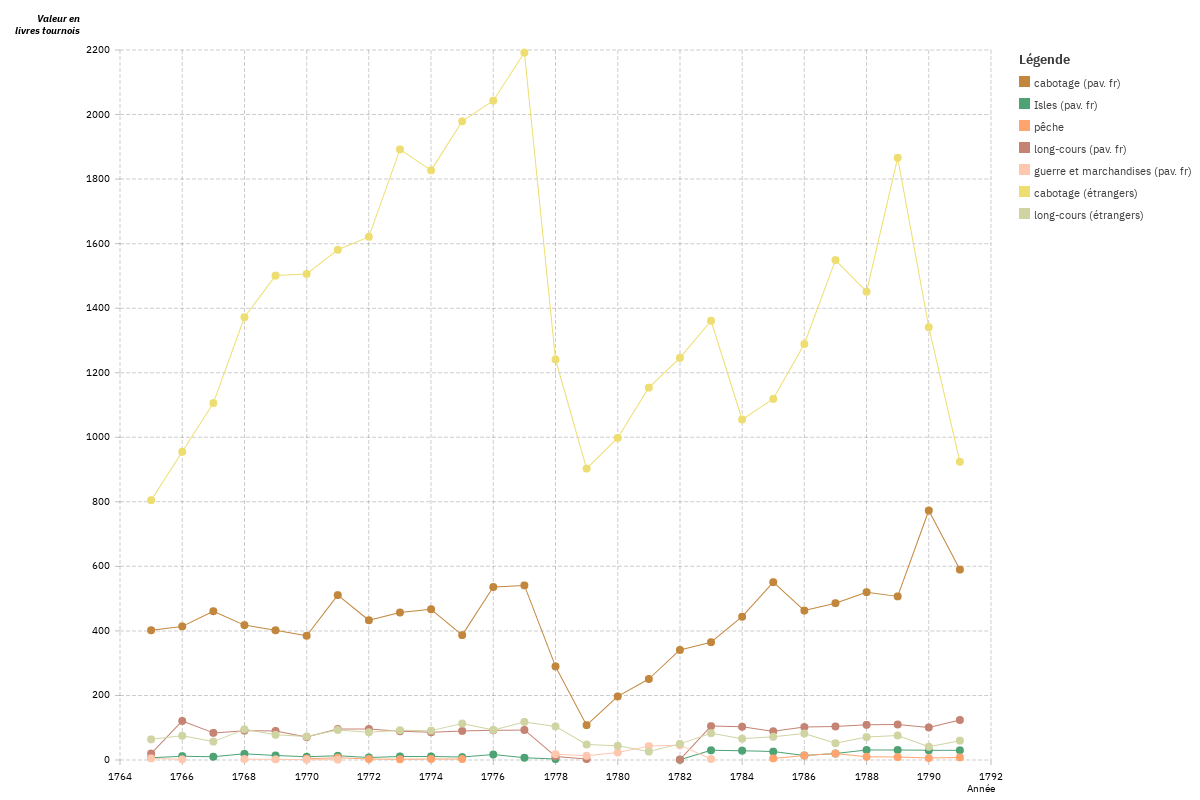 Valeur en
livres tournois
2200
2000
1800
1600
1400
1200
1000
800
600
400
200
0
1764 1766 1768 1770 1772 1774 1776 1778 1780 1782 1784 1786 1788 1790 1792
Année
Légende
cabotage (pav. fr)
Isles (pav. fr)
pêche
long-cours (pav. fr)
guerre et marchandises (pav. fr)
cabotage (étrangers)
long-cours (étrangers)